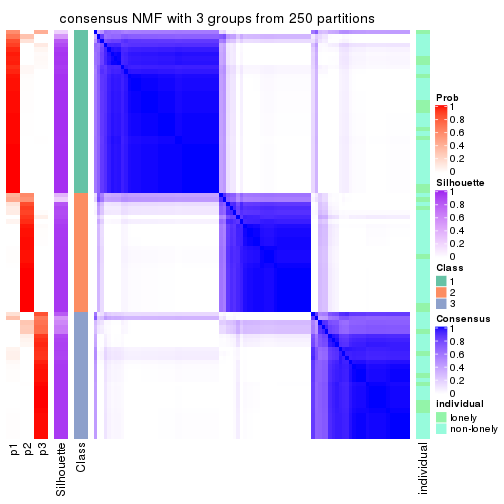 consensus NMF with 3 groups from 250 partitions
p1
p2
p3
Silhouette
Class
individual
Prob
1
0.8
0.6
0.4
0.2
0
Silhouette
1
0.8
0.6
0.4
0.2
0
Class
1
2
3
Consensus
1
0.8
0.6
0.4
0.2
0
individual
lonely
non-lonely